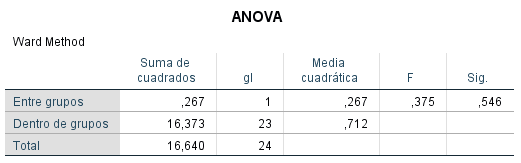 ANOVA
Ward Method
Suma de cuadrados gl Media cuadrática F Sig.
Entre grupos ,267 1 ,267 ,375 ,546
Dentro de grupos 16,373 23 ,712
Total 16,640 24